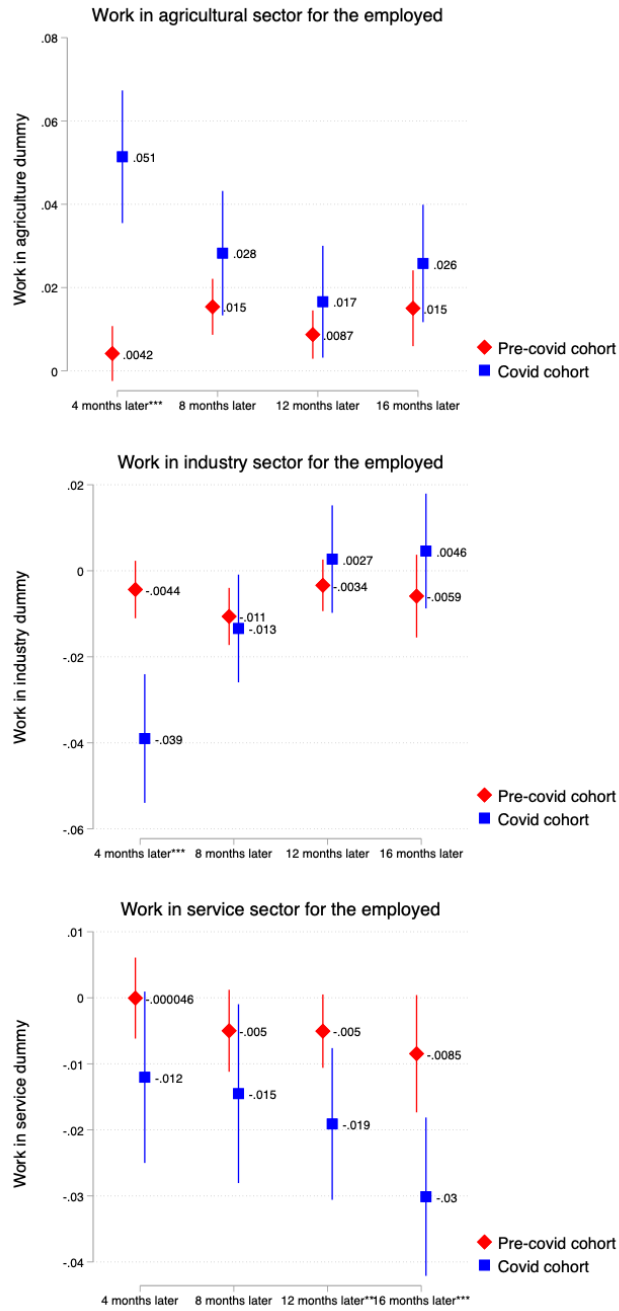 Work in agricultural sector for the employed
Work in agriculture dummy
.08
.06
.04
.02
0
.051
.028
.017
.026
.0042
.015
.0087
.015
4 months later*** 8 months later 12 months later 16 months later
Pre-covid cohort
Covid cohort
Work in industry sector for the employed
Work in industry dummy
.02
0
-.02
-.04
-.06
-.0044
-.011
-.0034
-.0059
-.039
-.013
.0027
.0046
4 months later*** 8 months later 12 months later 16 months later
Pre-covid cohort
Covid cohort
Work in service sector for the employed
Work in service dummy
.01
0
-.01
-.02
-.03
-.04
-.000046
-.005
-.005
-.0085
-.012
-.015
-.019
-.03
4 months later 8 months later 12 months later** 16 months later***
Pre-covid cohort
Covid cohort